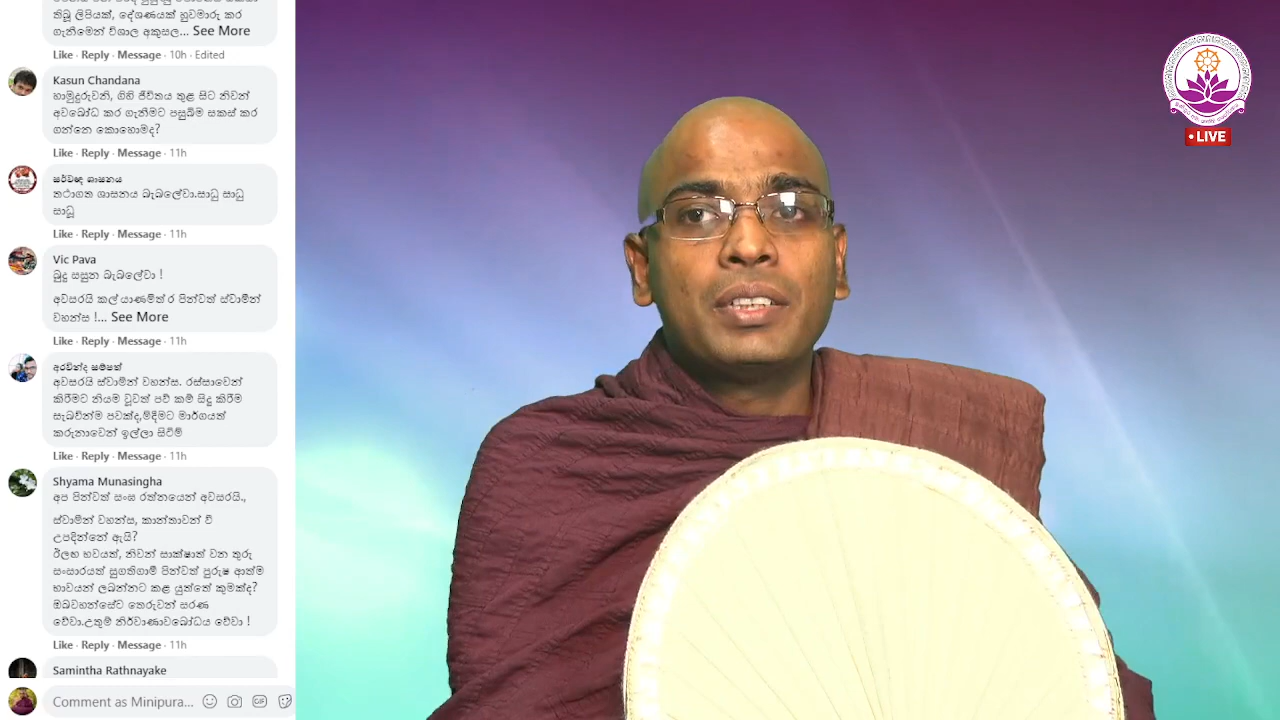 තිබූ ලිපියක්, දේශණයක් හුවමාරු කර
ගැනීමෙන් විශාල අකුසල... See More
Like · Reply · Message · 10h · Edited
Kasun Chandana
හාමුදුරුවනි, ගිහි ජීවිතය තුළ සිට නිවන්
අවබෝධ කර ගැනීමට පසුබිම සකස් කර
ගන්නෙ කොහොමද?
Like · Reply · Message · 11h
සර්වඥ ශාසනය
තථාගත ශාසනය බැබලේවා.සාධු සාධු
සාධූ
Like · Reply · Message · 11h
Vic Pava
බුදු සසුන බැබලේවා !
අවසරයි කල් යාණමිත් ර පින්වත් ස්වාමීන්
වහන්ස !... See More
Like · Reply · Message · 11h
අරවින්ද සම්පත්
අවසරයි ස්වාමින් වහන්ස. රස්සාවෙන්
කිරීමට නියම වූවත් පව් කම් සිදු කිරීම
සැබවින්ම පවක්ද,මිදීමට මාර්ගයක්
කරුනාවෙන් ඉල්ලා සිටිමි
Like · Reply · Message · 11h
Shyama Munasingha
අප පින්වත් සංඝ රත්නයෙන් අවසරයි.,
ස්වාමින් වහන්ස, කාන්තාවන් වී
උපදින්නේ ඇයි?
ඊලඟ භවයත්, නිවන් සාක්ෂාත් වන තුරු
සංසාරයත් සුගතිගාමී පින්වත් පුරුෂ ආත්ම
භාවයන් ලබන්නට කළ යුත්තේ කුමක්ද?
ඔබවහන්සේට තෙරුවන් සරණ
වේවා.උතුම් නිර්වාණාවබෝධය වේවා !
Like · Reply · Message · 11h
Samintha Rathnayake
Comment as Minipura...
GIF
LIVE